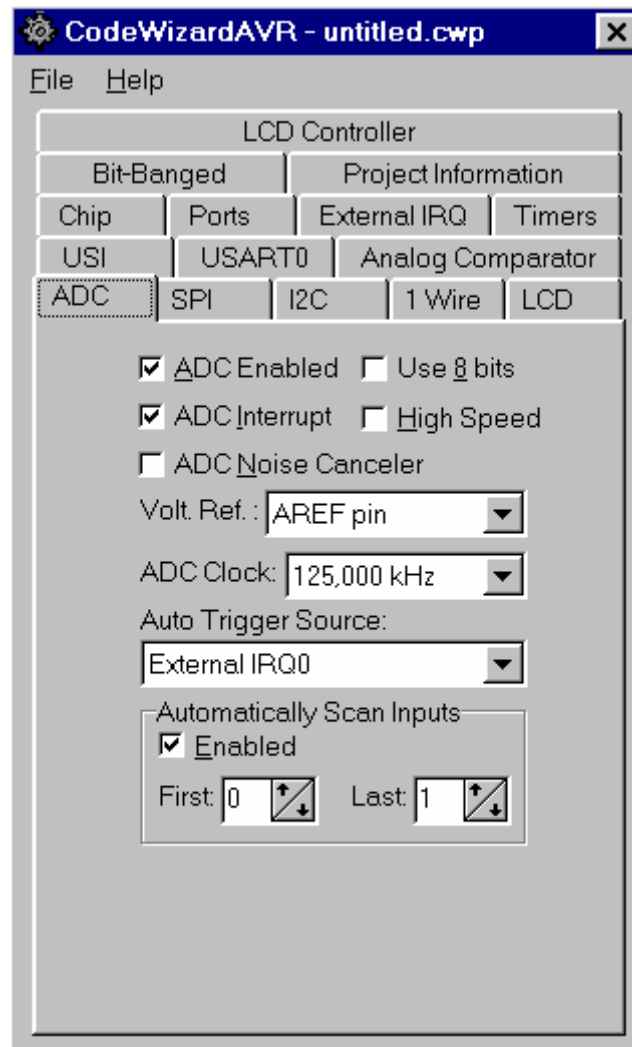 CodeWizardAVR - untitled.cwp
File Help
LCD Controller
Bit-Banged Project Information
Chip Ports External IRQ Timers
USI USART0 Analog Comparator
ADC SPI I2C 1 Wire LCD
ADC Enabled Use 8 bits
ADC Interrupt High Speed
ADC Noise Canceler
Volt. Ref. : AREF pin
ADC Clock: 125,000 kHz
Auto Trigger Source:
External IRQ0
Automatically Scan Inputs
Enabled
First: 0 Last: 1